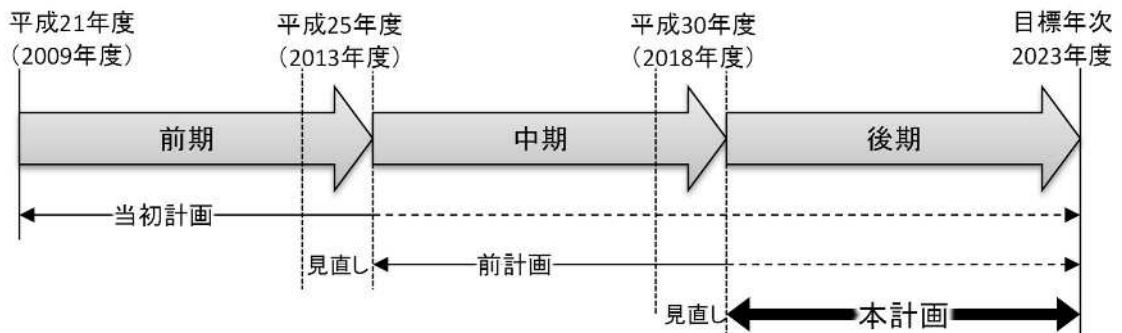 平成21年度
（2009年度）
平成25年度
（2013年度）
平成30年度
（2018年度）
目標年次
2023年度
前期
中期
後期
当初計画
見直し
前計画
見直し
本計画